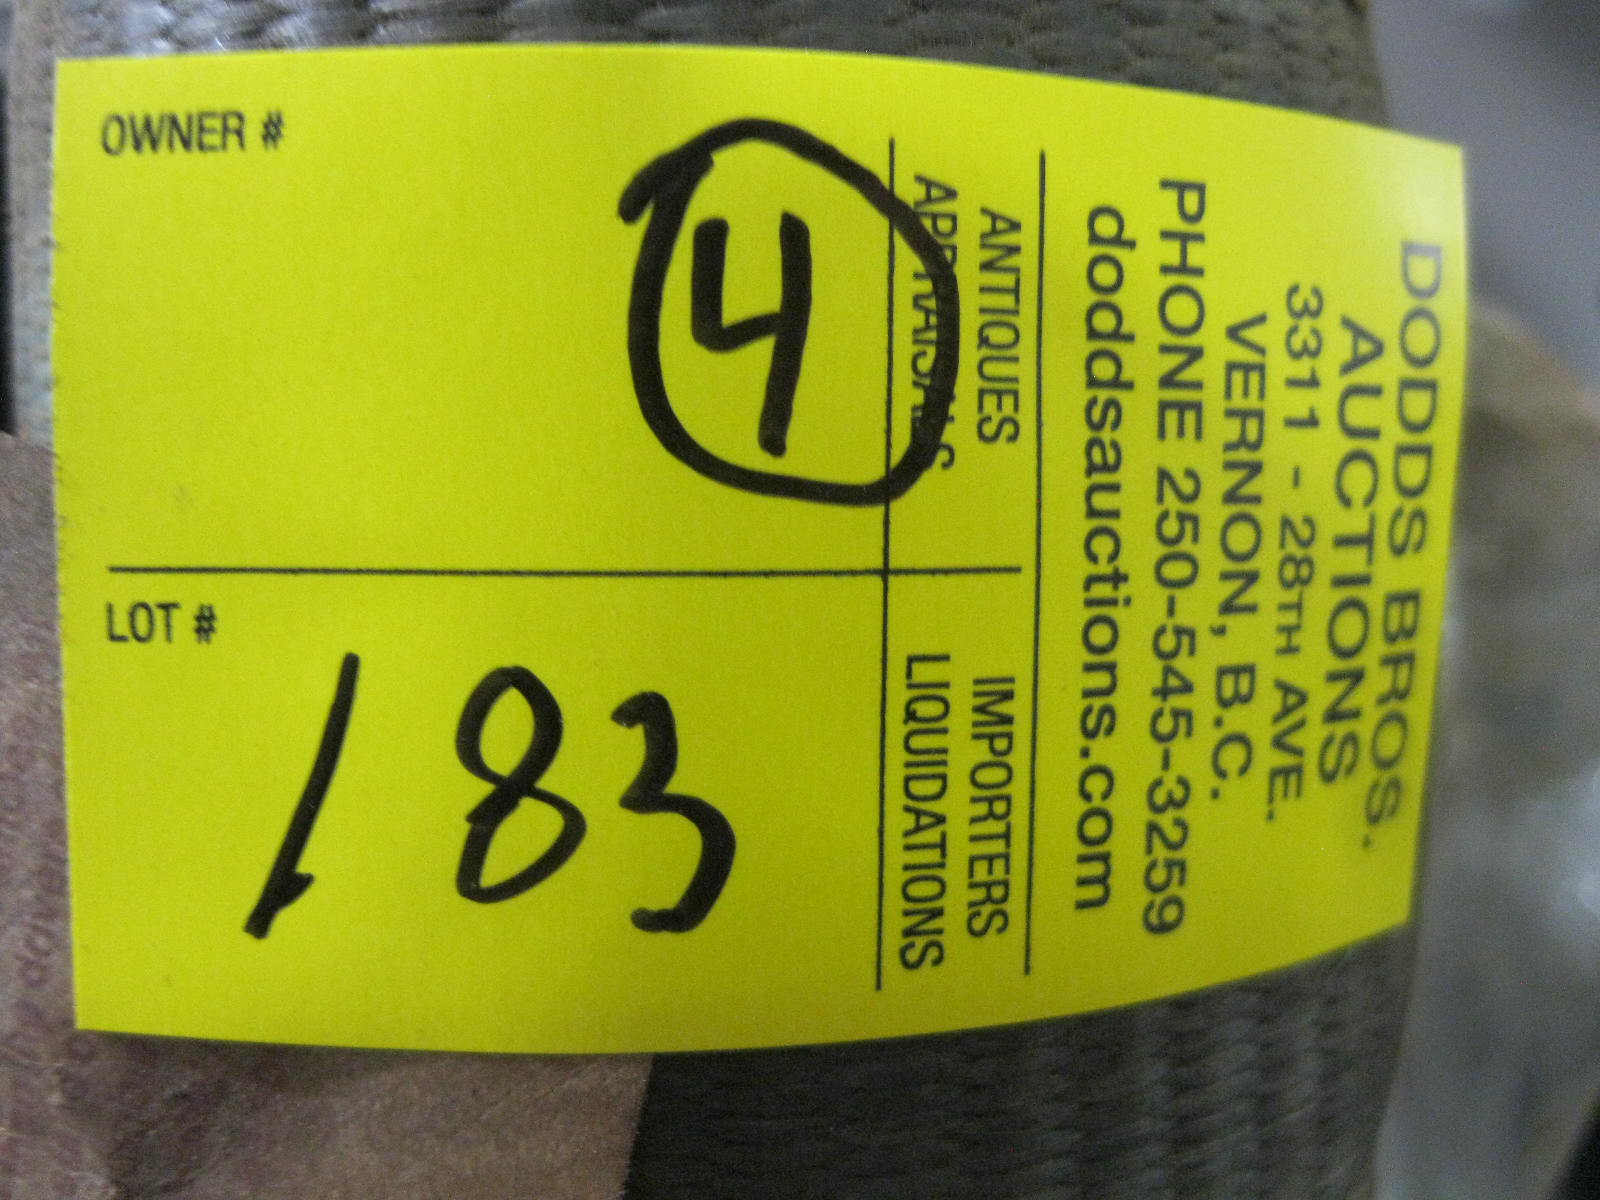 DODDS BROS.
AUCTIONS
3311 - 28TH AVE.
VERNON, B.C.
PHONE 250-545-3259
doddsauctions.com
ANTIQUES
APPRAISALS
IMPORTERS
LIQUIDATIONS
OWNER #
4
LOT #
183